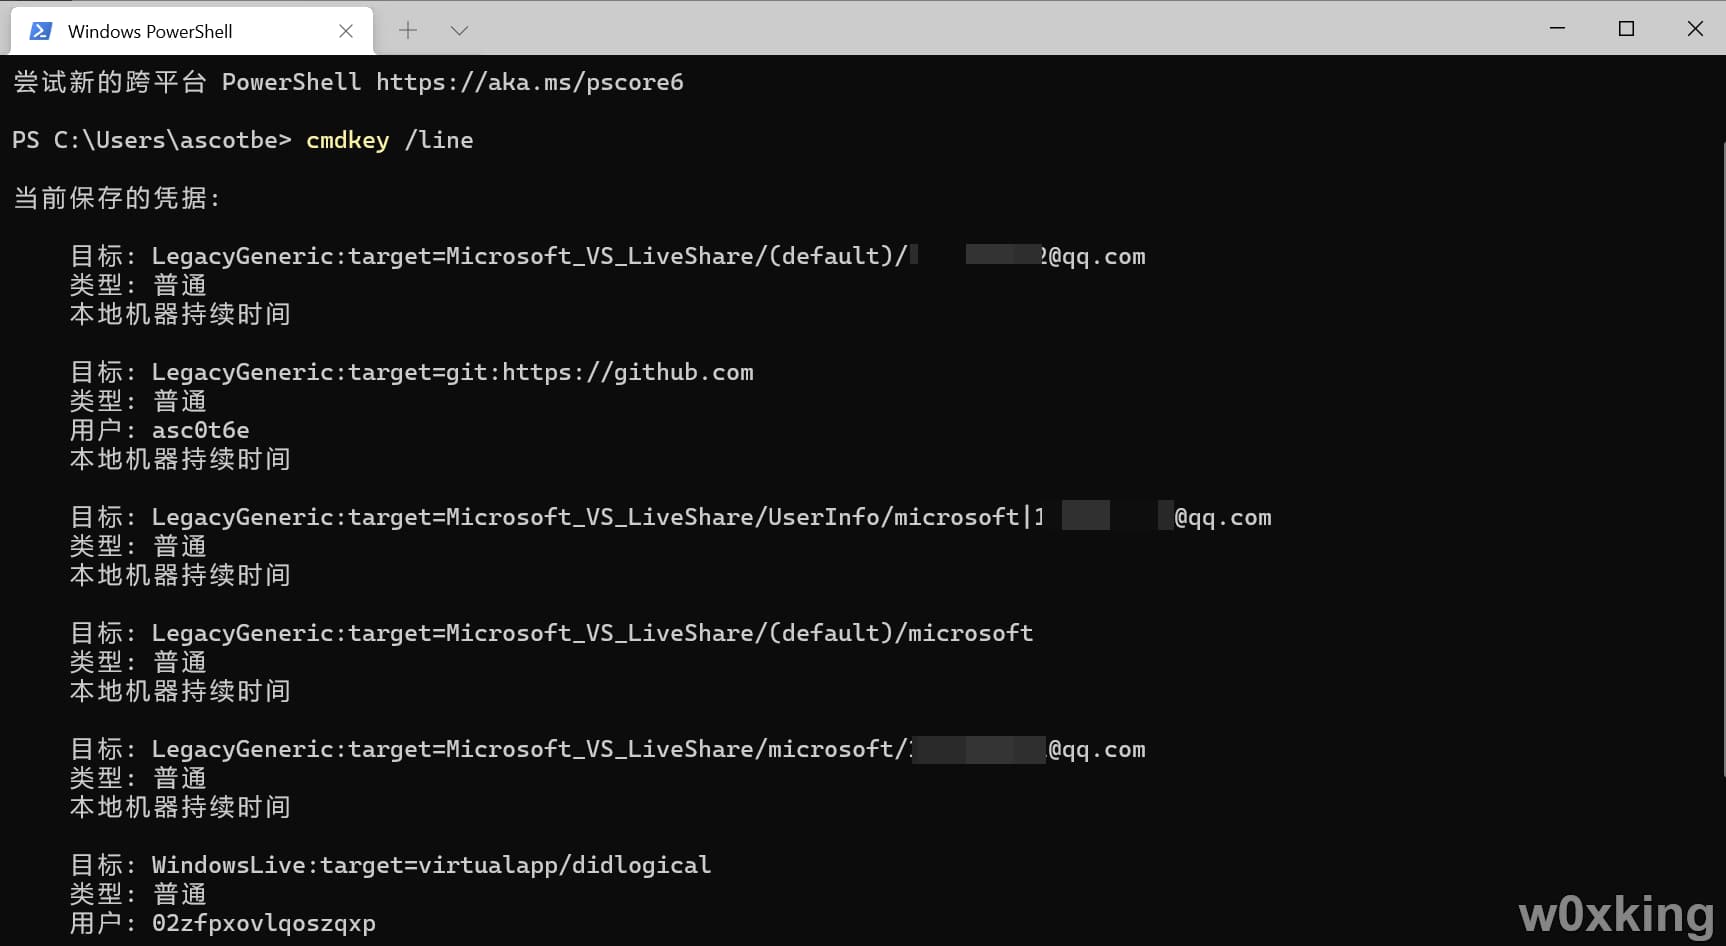 Windows PowerShell
尝试新的跨平台 PowerShell https://aka.ms/pscore6
PS C:\Users\ascotbe> cmdkey /line
当前保存的凭据:
目标: LegacyGeneric:target=Microsoft_VS_LiveShare/(default)/ 2@qq.com
类型: 普通
本地机器持续时间
目标: LegacyGeneric:target=git:https://github.com
类型: 普通
用户: asc0t6e
本地机器持续时间
目标: LegacyGeneric:target=Microsoft_VS_LiveShare/UserInfo/microsoft|1 @qq.com
类型: 普通
本地机器持续时间
目标: LegacyGeneric:target=Microsoft_VS_LiveShare/(default)/microsoft
类型: 普通
本地机器持续时间
目标: LegacyGeneric:target=Microsoft_VS_LiveShare/microsoft/ @qq.com
类型: 普通
本地机器持续时间
目标: WindowsLive:target=virtualapp/didlogical
类型: 普通
用户: 02zfpxovlqoszqxp
w0xking